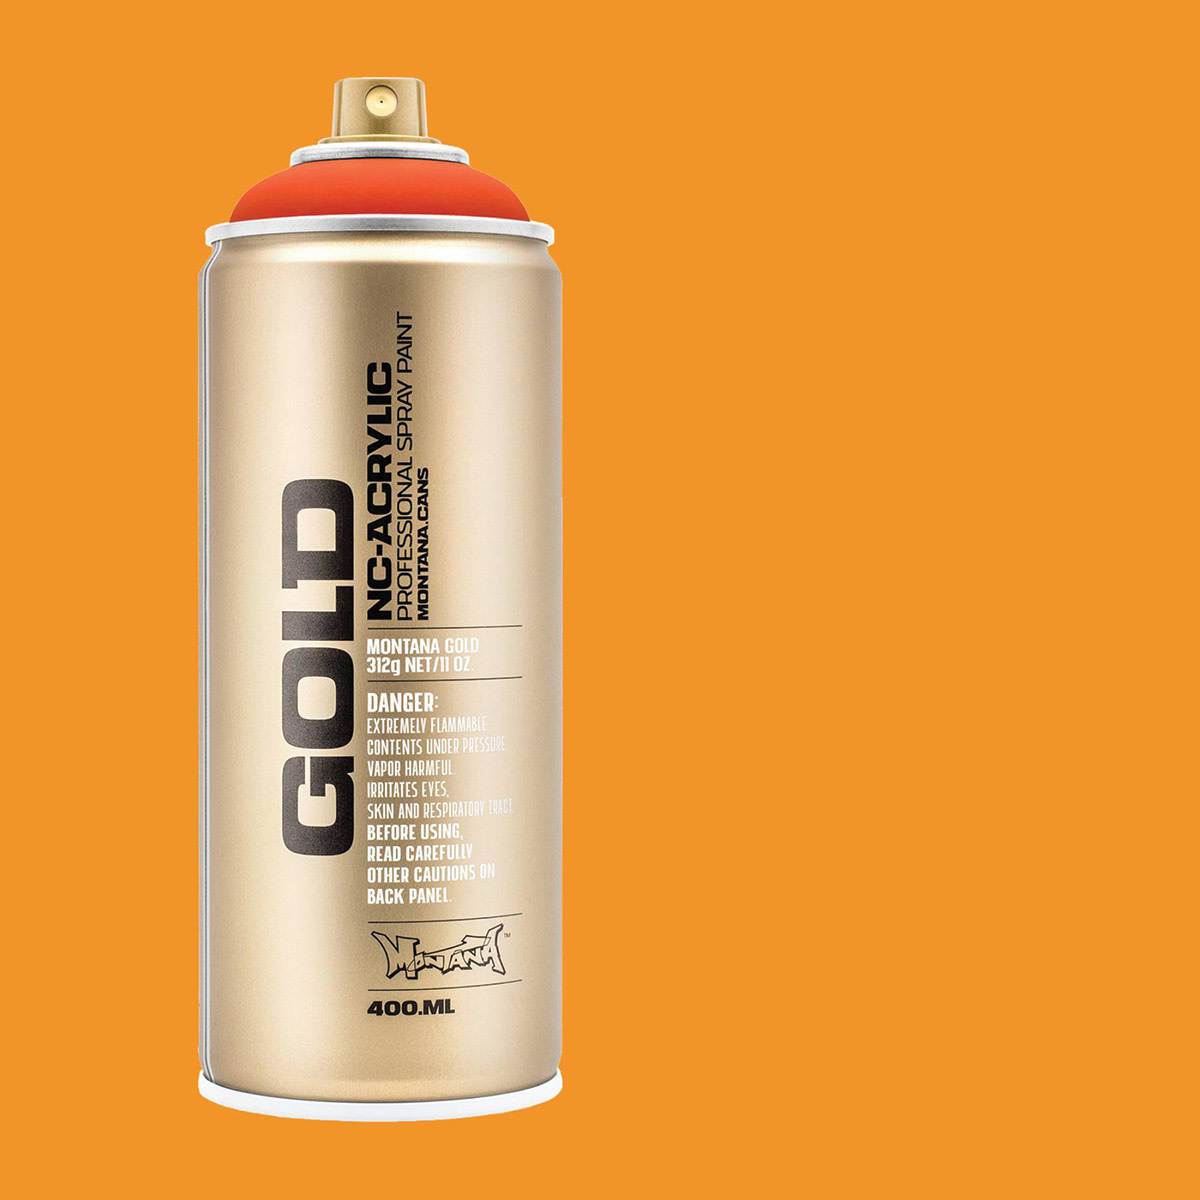 GOLD
NC-ACRYLIC
PROFESSIONAL SPRAY PAINT
MONTANA.CANS
MONTANA GOLD
312g NET/11 OZ.
DANGER:
EXTREMELY FLAMMABLE
CONTENTS UNDER PRESSURE
VAPOR HARMFUL.
IRRITATES EYES,
SKIN AND RESPIRATORY TRACT.
BEFORE USING,
READ CAREFULLY
OTHER CAUTIONS ON
BACK PANEL.
MONTANA™
400.ML